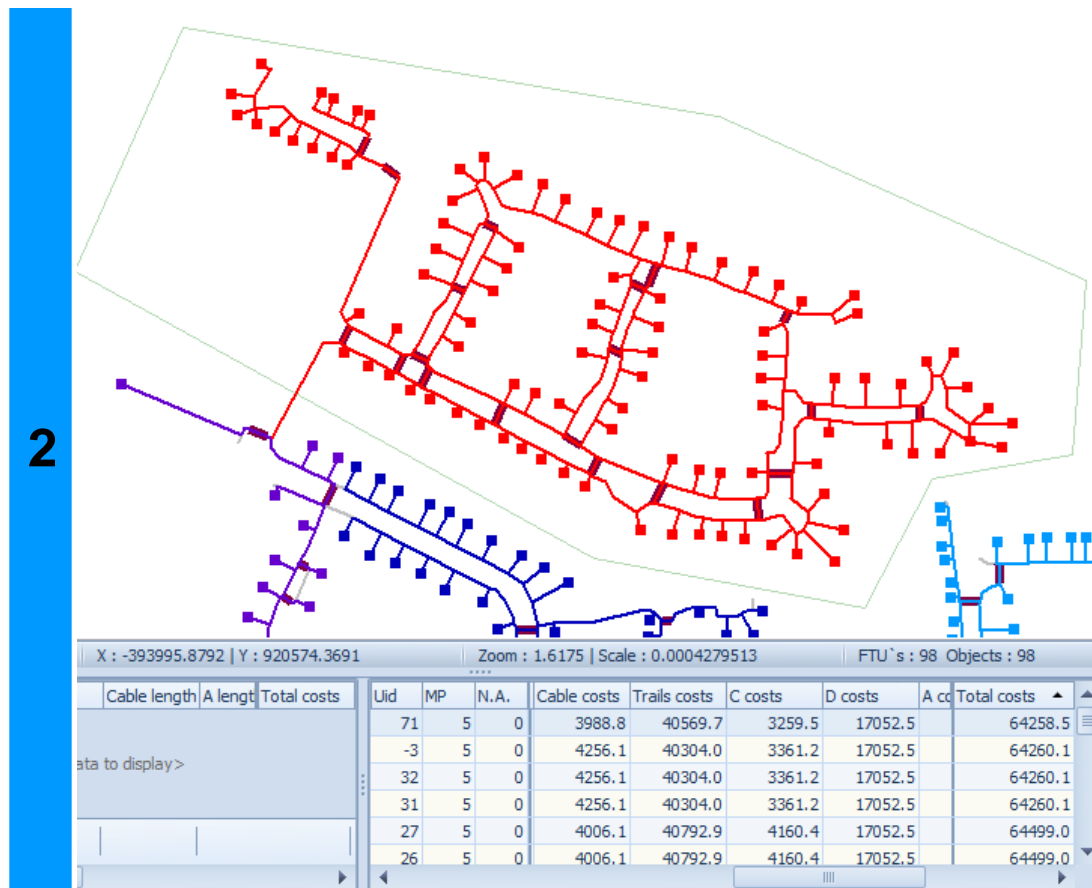 2
X : -393995.8792 | Y : 920574.3691 Zoom : 1.6175 | Scale : 0.0004279513 FTU`s : 98 Objects : 98
Cable length A lengt Total costs Uid MP N.A. Cable costs Trails costs C costs D costs A co Total costs
71 5 0 3988.8 40569.7 3259.5 17052.5 64258.5
-3 5 0 4256.1 40304.0 3361.2 17052.5 64260.1
ata to display>
32 5 0 4256.1 40304.0 3361.2 17052.5 64260.1
31 5 0 4256.1 40304.0 3361.2 17052.5 64260.1
27 5 0 4006.1 40792.9 4160.4 17052.5 64499.0
26 5 0 4006.1 40792.9 4160.4 17052.5 64499.0